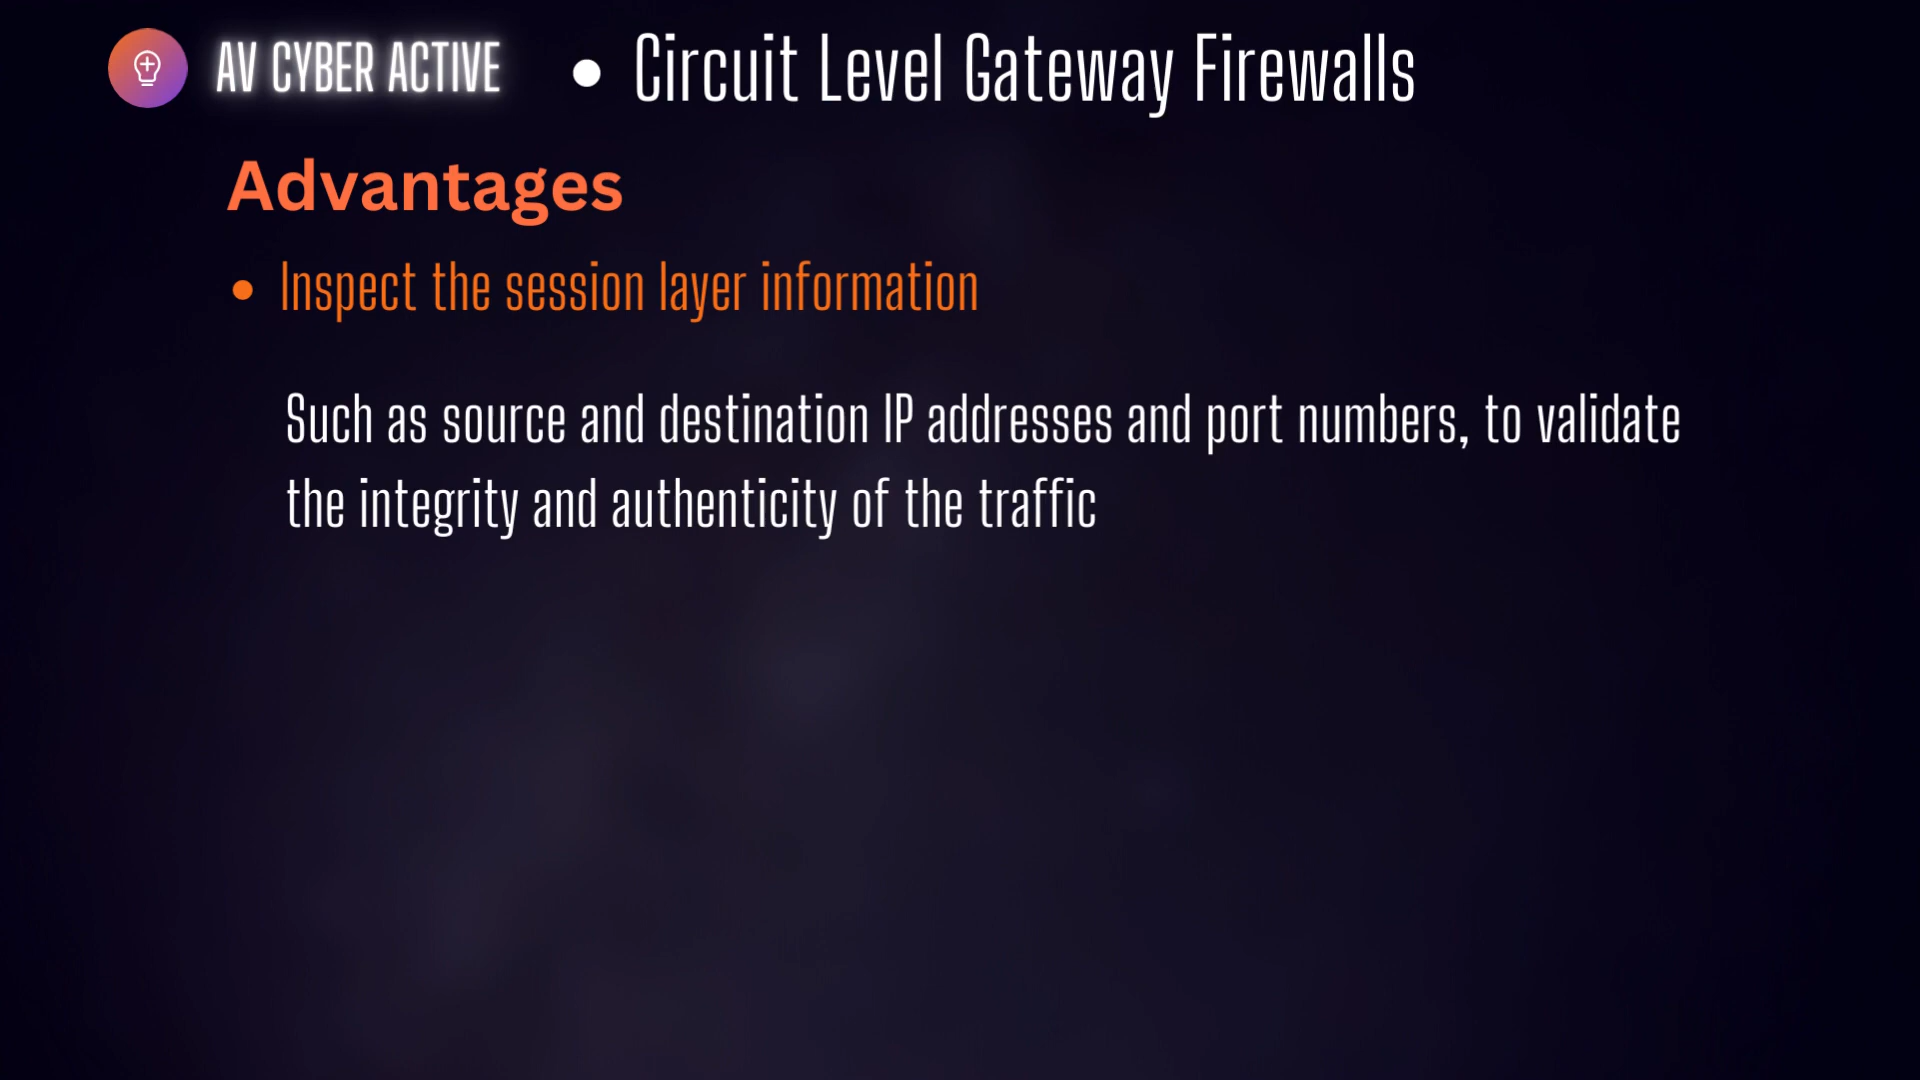 AV CYBER ACTIVE
• Circuit Level Gateway Firewalls
Advantages
• Inspect the session layer information
Such as source and destination IP addresses and port numbers, to validate
the integrity and authenticity of the traffic